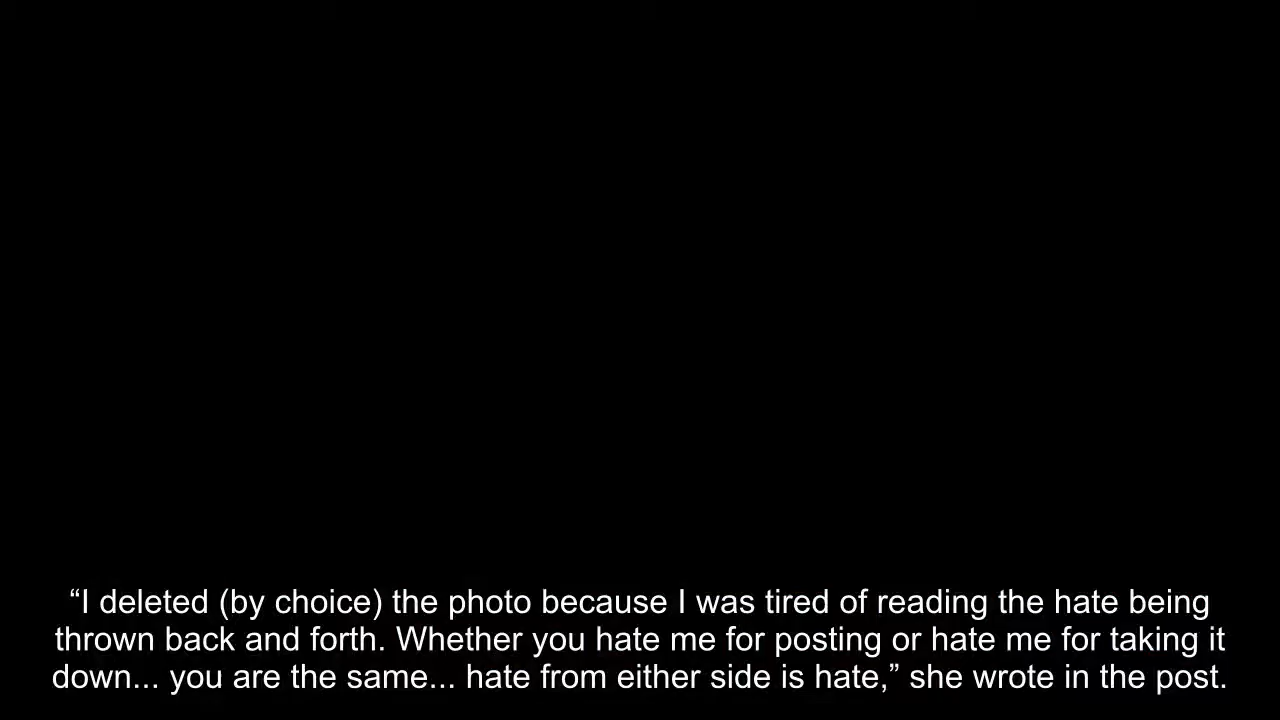 “I deleted (by choice) the photo because I was tired of reading the hate being
thrown back and forth. Whether you hate me for posting or hate me for taking it
down... you are the same... hate from either side is hate,” she wrote in the post.